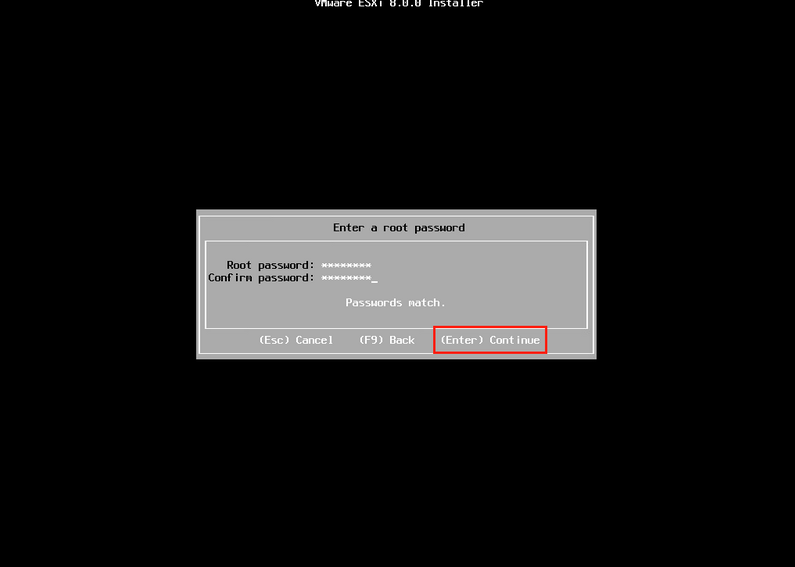 VMware ESXi 8.0.0 Installer
Enter a root password
Root password: ********
Confirm password: ********_
Passwords match.
(Esc) Cancel (F9) Back (Enter) Continue